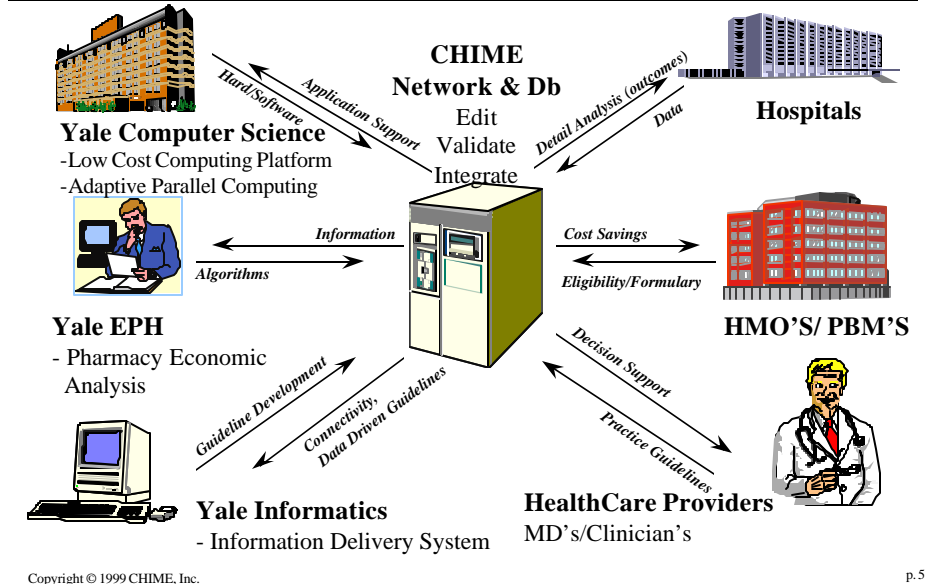 CHIME
Network & Db
Edit
Validate
Integrate
Application Support
Hard/Software
Yale Computer Science
-Low Cost Computing Platform
-Adaptive Parallel Computing
Detail Analysis (outcomes)
Data
Hospitals
Information
Algorithms
Cost Savings
Eligibility/Formulary
Yale EPH
- Pharmacy Economic
Analysis
HMO'S/ PBM'S
Guideline Development
Connectivity,
Data Driven Guidelines
Decision Support
Practice Guidelines
Yale Informatics
- Information Delivery System
HealthCare Providers
MD's/Clinician's
Copyright © 1999 CHIME, Inc.
p. 5